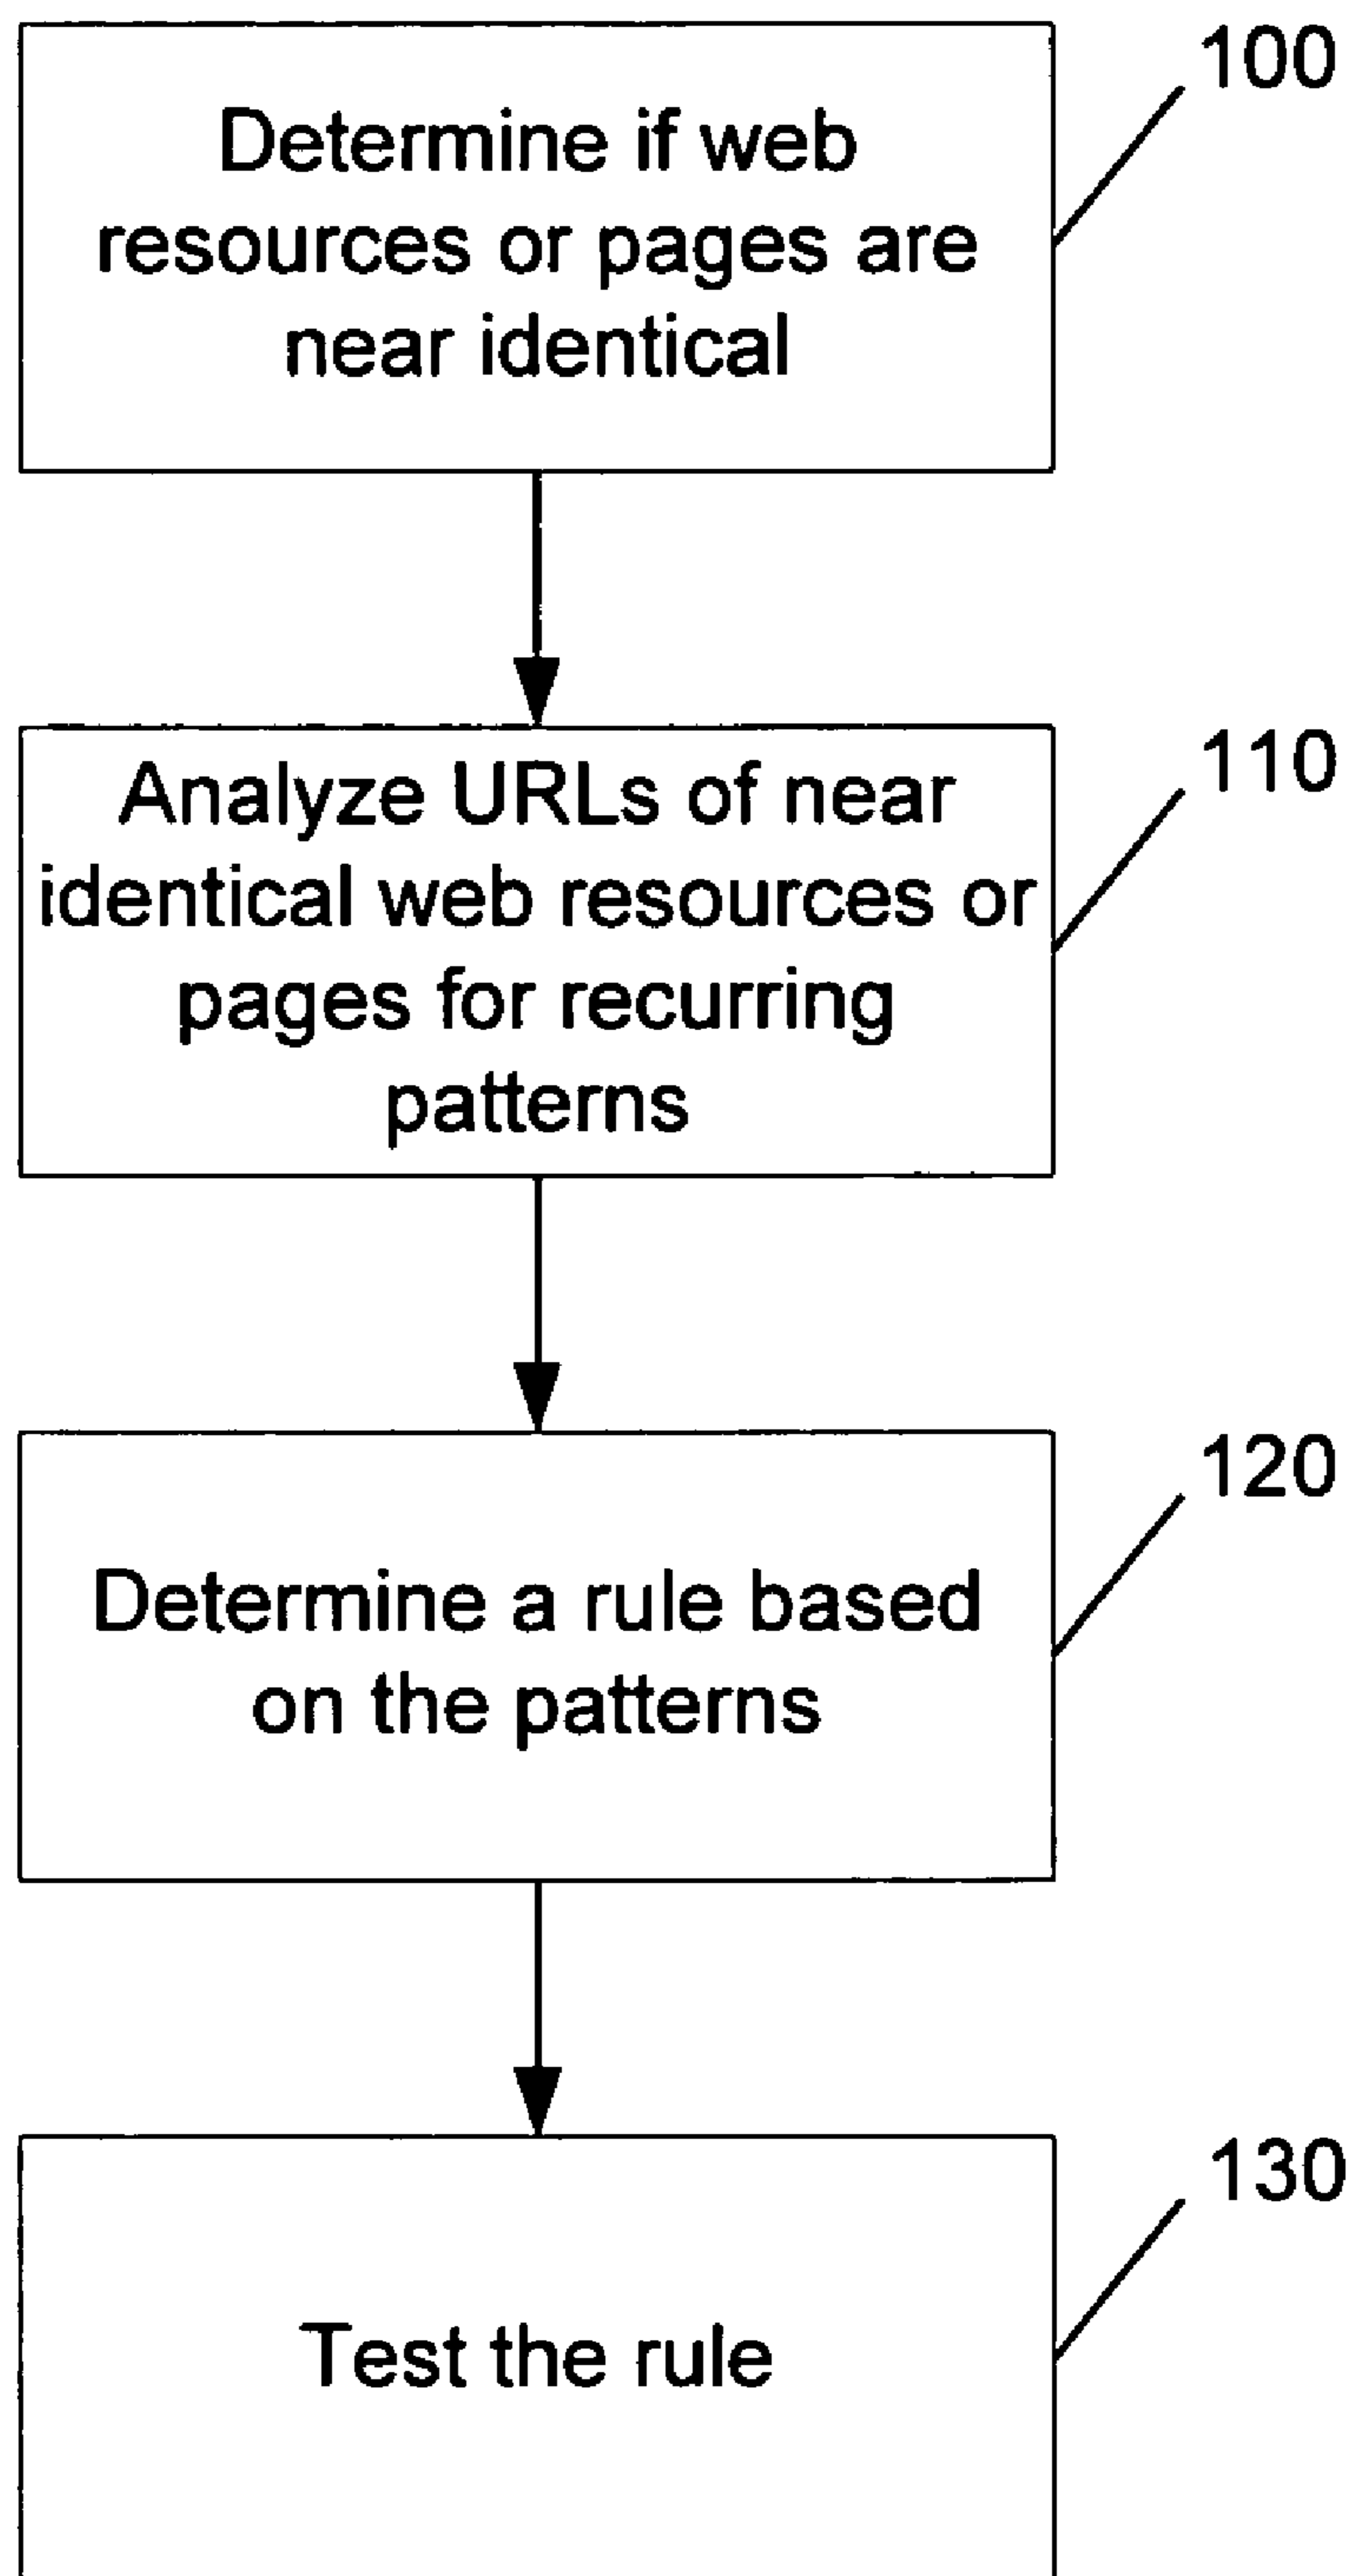 100
Determine if web
resources or pages are
near identical
110
Analyze URLs of near
identical web resources or
pages for recurring
patterns
120
Determine a rule based
on the patterns
130
Test the rule